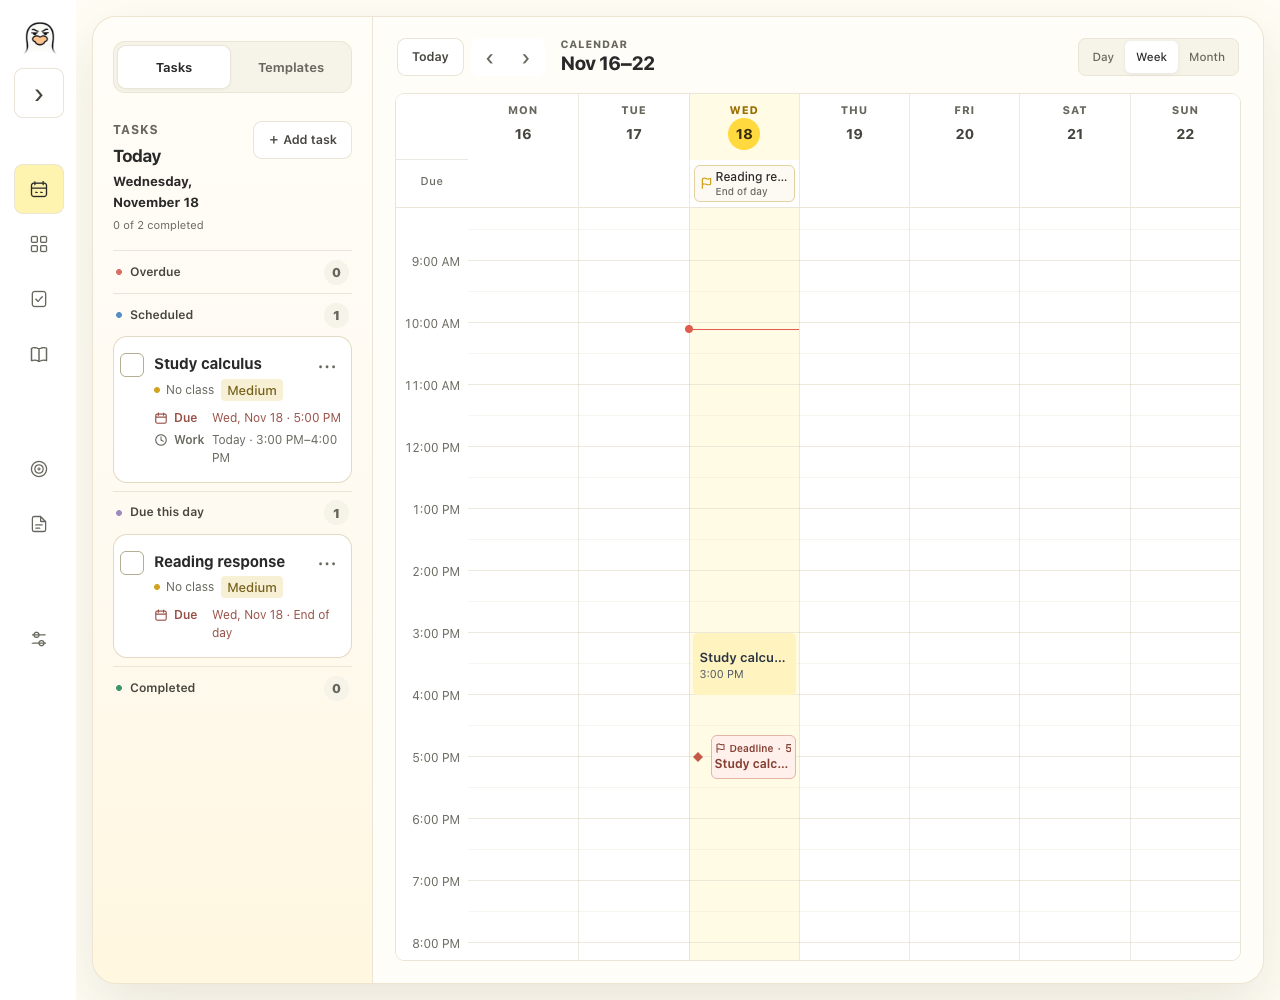 Tasks
Templates
TASKS
Today
Wednesday,
November 18
0 of 2 completed
+ Add task
Overdue
0
Scheduled
1
Study calculus
No class
Medium
Due
Wed, Nov 18 · 5:00 PM
Work
Today · 3:00 PM–4:00
PM
Due this day
1
Reading response
No class
Medium
Due
Wed, Nov 18 · End of
day
Completed
0
Today
CALENDAR
Nov 16–22
Day
Week
Month
MON
16
TUE
17
WED
18
THU
19
FRI
20
SAT
21
SUN
22
Due
Reading re...
End of day
9:00 AM
10:00 AM
11:00 AM
12:00 PM
1:00 PM
2:00 PM
3:00 PM
Study calcu...
3:00 PM
4:00 PM
Deadline · 5
Study calc...
5:00 PM
6:00 PM
7:00 PM
8:00 PM